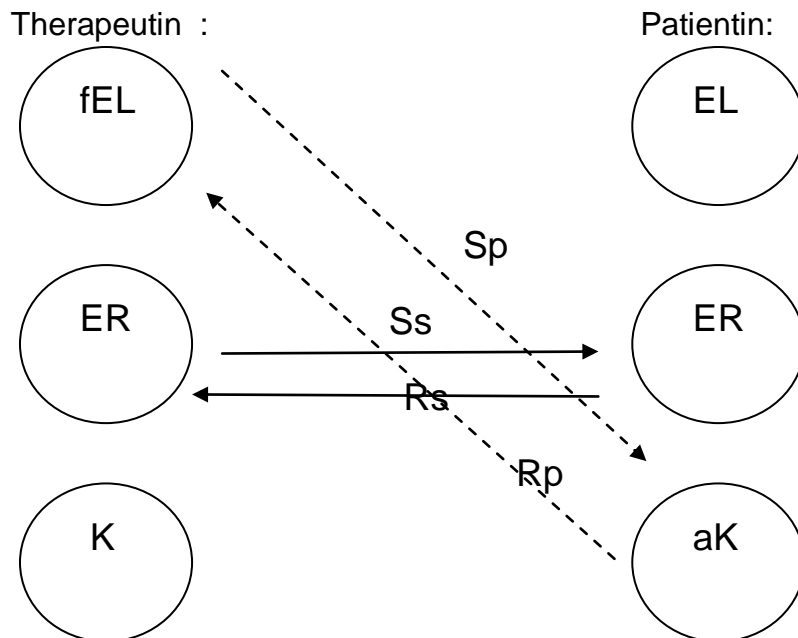 Therapeutin :
Patientin:
fEL
EL
Sp
ER
Ss
ER
Rs
Rp
K
aK